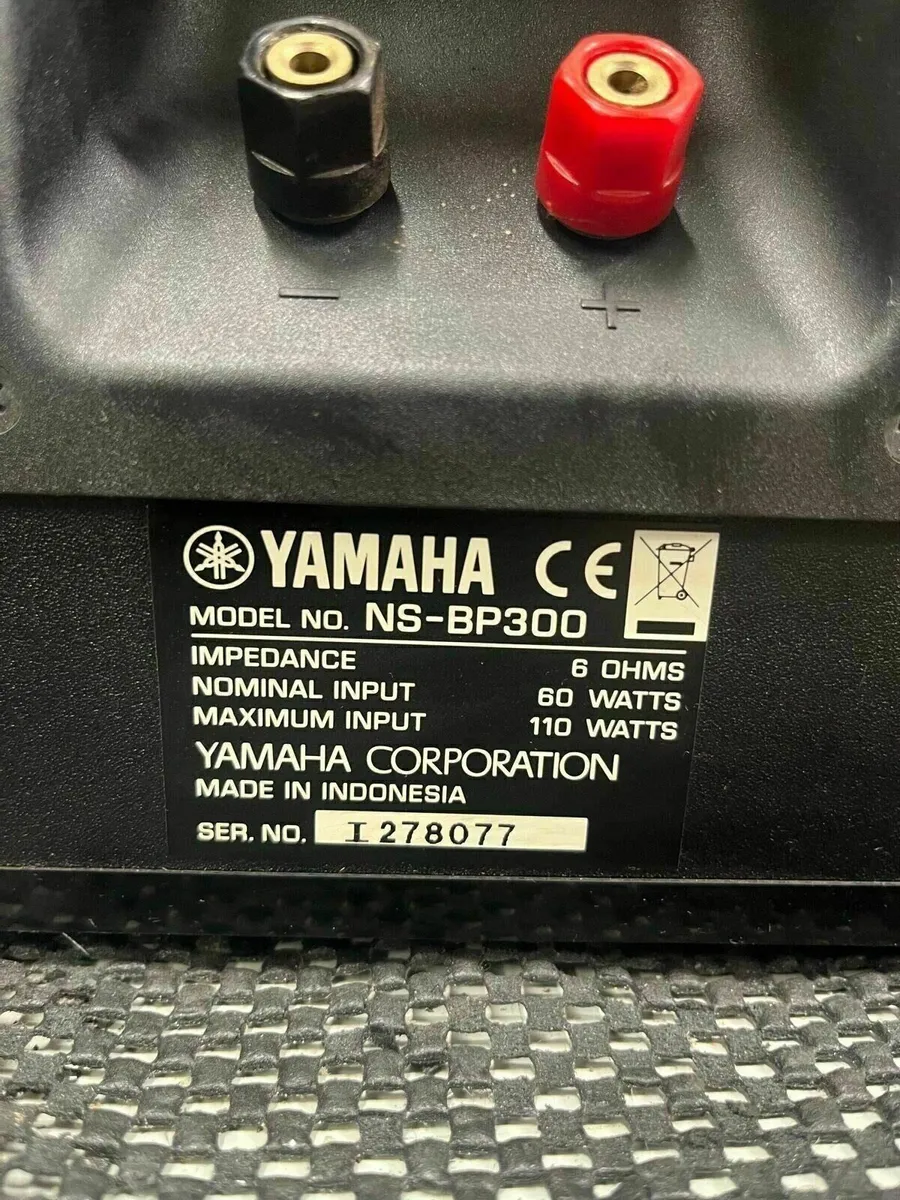 − +
YAMAHA CE
MODEL NO. NS-BP300
IMPEDANCE 6 OHMS
NOMINAL INPUT 60 WATTS
MAXIMUM INPUT 110 WATTS
YAMAHA CORPORATION
MADE IN INDONESIA
SER. NO. I278077